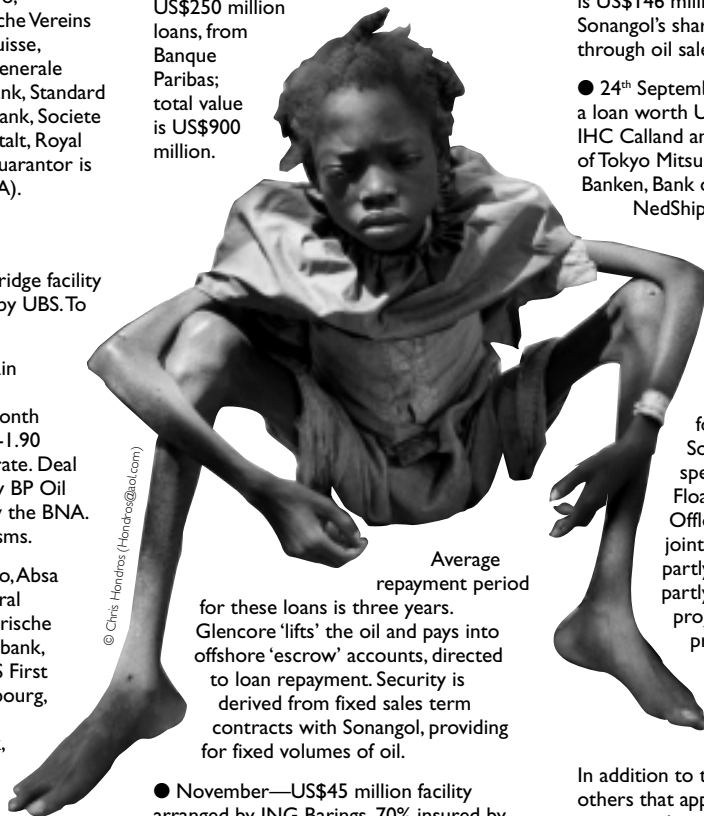 che Vereins
uisse,
enerale
nk, Standard
ank, Societe
talt, Royal
uarantor is
A).
ridge facility
by UBS. To
in
onth
-1.90
rate. Deal
y BP Oil
y the BNA.
sms.
o, Absa
ral
rische
bank,
S First
bourg,
© Chris Hondros (Hondros@aol.com)
US$250 million
loans, from
Banque
Paribas;
total value
is US$900
million.
Average
repayment period
for these loans is three years.
Glencore ‘lifts’ the oil and pays into
offshore ‘escrow’ accounts, directed
to loan repayment. Security is
derived from fixed sales term
contracts with Sonangol, providing
for fixed volumes of oil.
● November—US$45 million facility
arranged by ING Barings, 70% insured by
is US$146 milli
Sonangol’s shar
through oil sale
● 24th Septemb
a loan worth U
IHC Calland an
of Tokyo Mitsu
Banken, Bank o
NedShip
fo
So
spe
Floa
Offl
joint
partly
partly
pro
pr
In addition to t
others that app